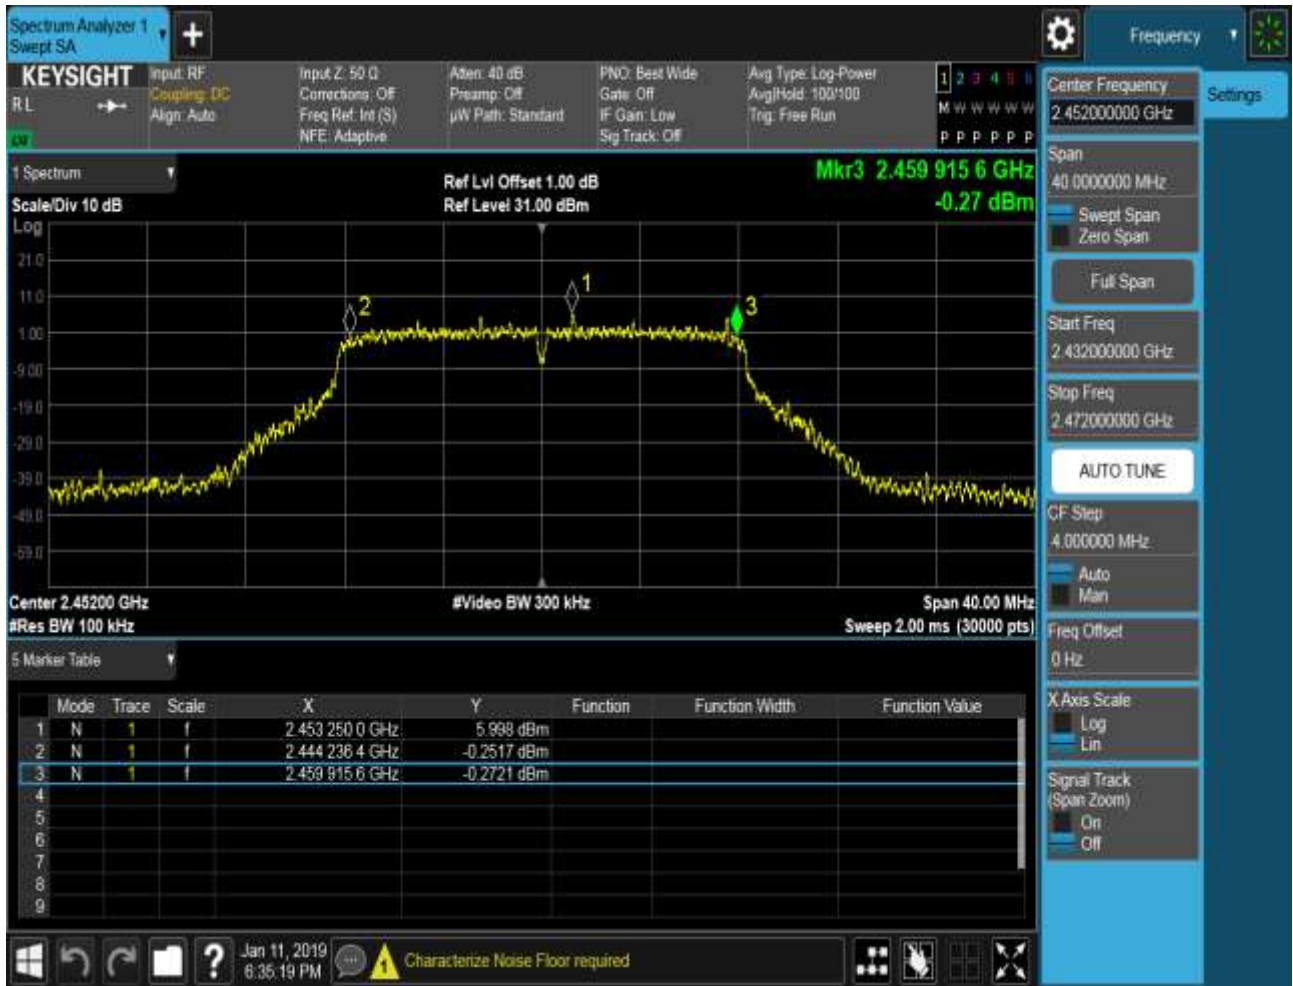 Spectrum Analyzer 1
Swept SA
+
Frequency
KEYSIGHT
RL
Input: RF
Coupling: DC
Align: Auto
Input Z: 50 Ω
Corrections: Off
Freq Ref: Int (S)
NFE: Adaptive
Atten: 40 dB
Preamp: Off
µW Path: Standard
PNO: Best Wide
Gate: Off
IF Gain: Low
Sig Track: Off
Avg Type: Log-Power
Avg|Hold: 100/100
Trig: Free Run
1 2 3 4 5 6
M W W W W W
P P P P P P
1 Spectrum
Scale/Div 10 dB
Ref Lvl Offset 1.00 dB
Ref Level 31.00 dBm
Mkr3 2.459 915 6 GHz
-0.27 dBm
Log
21.0
11.0
1.00
-9.00
-19.0
-29.0
-39.0
-49.0
-59.0
2
1
3
Center 2.45200 GHz
#Res BW 100 kHz
#Video BW 300 kHz
Span 40.00 MHz
Sweep 2.00 ms (30000 pts)
5 Marker Table
Mode Trace Scale X Y Function Function Width Function Value
1 N 1 f 2.453 250 0 GHz 5.998 dBm
2 N 1 f 2.444 236 4 GHz -0.2517 dBm
3 N 1 f 2.459 915 6 GHz -0.2721 dBm
4
5
6
7
8
9
Center Frequency
2.452000000 GHz
Settings
Span
40.0000000 MHz
Swept Span
Zero Span
Full Span
Start Freq
2.432000000 GHz
Stop Freq
2.472000000 GHz
AUTO TUNE
CF Step
4.000000 MHz
Auto
Man
Freq Offset
0 Hz
X Axis Scale
Log
Lin
Signal Track
(Span Zoom)
On
Off
?
Jan 11, 2019
6:35:19 PM
1
Characterize Noise Floor required